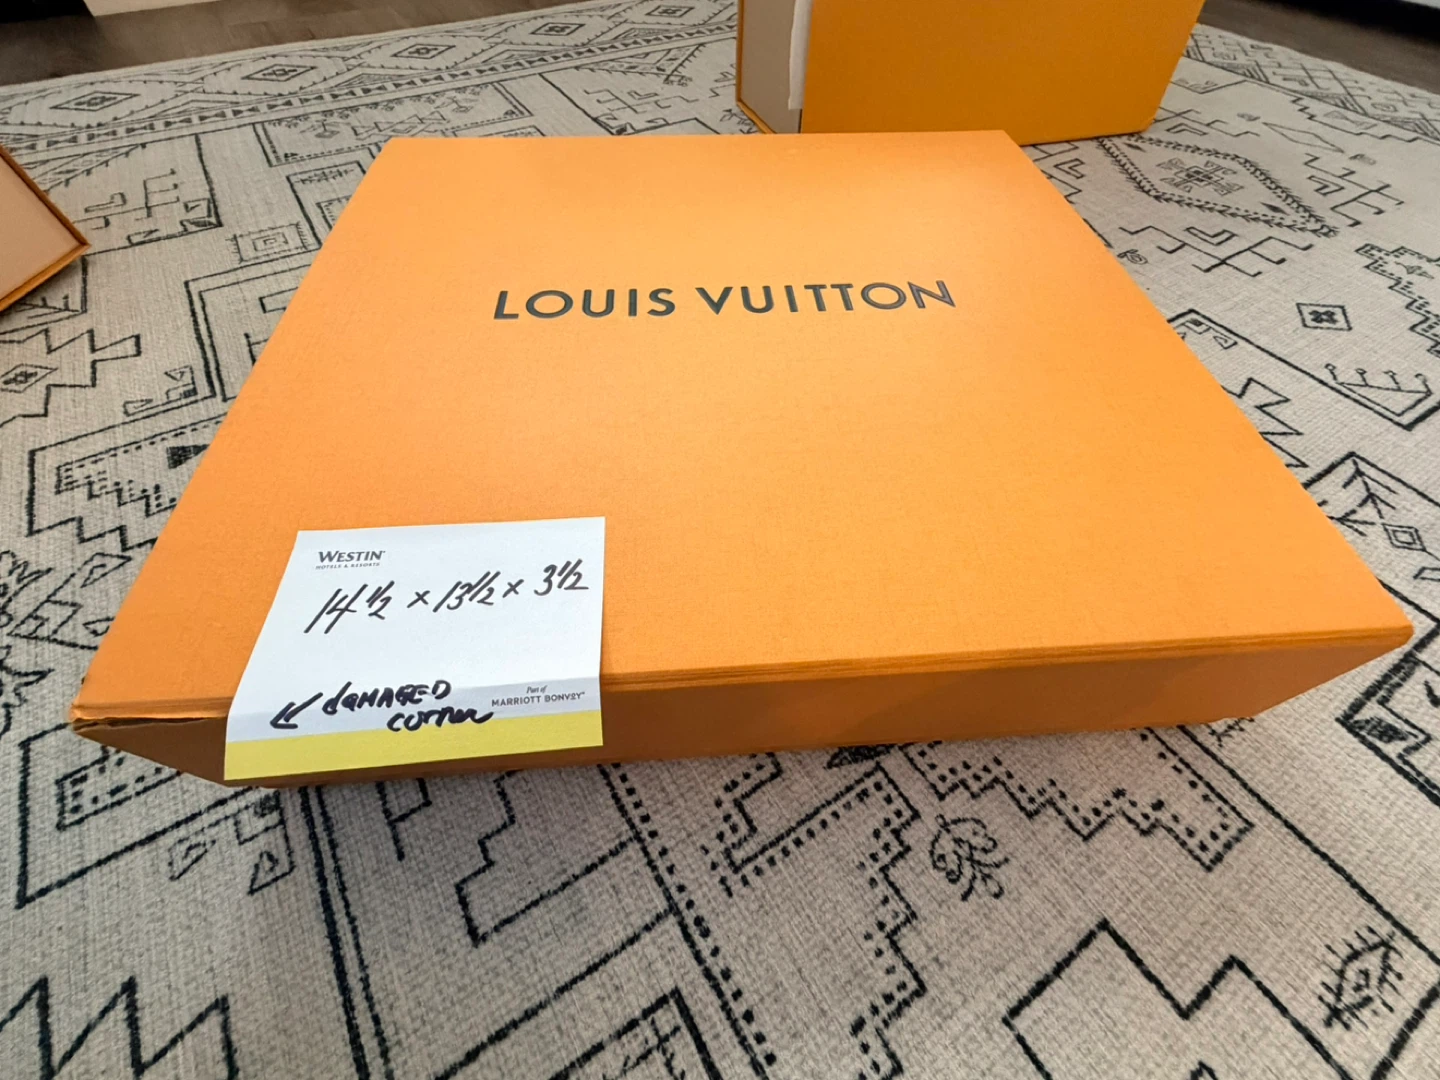 LOUIS VUITTON
WESTIN®
HOTELS & RESORTS
14 1/2 x 13 1/2 x 3 1/2
↙ dAMAGED
corner
Part of
MARRIOTT BONVOY®